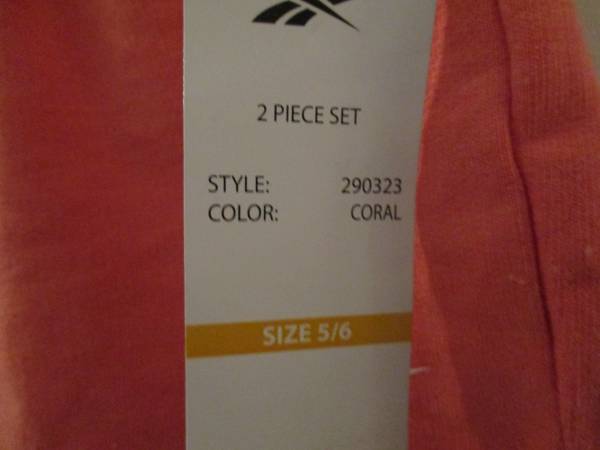 2 PIECE SET
STYLE: 290323
COLOR: CORAL
SIZE 5/6